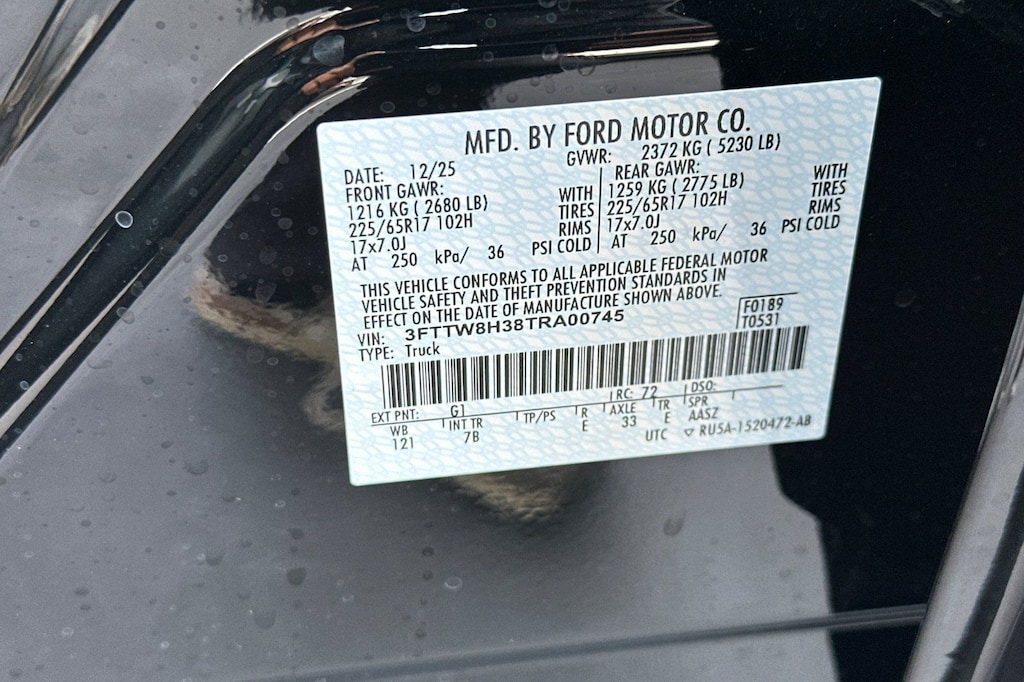 MFD. BY FORD MOTOR CO.
DATE: 12/25 GVWR: 2372 KG ( 5230 LB)
FRONT GAWR: REAR GAWR:
1216 KG ( 2680 LB) WITH 1259 KG ( 2775 LB) WITH
225/65R17 102H TIRES 225/65R17 102H TIRES
17x7.0J RIMS 17x7.0J RIMS
AT 250 kPa/ 36 PSI COLD AT 250 kPa/ 36 PSI COLD
THIS VEHICLE CONFORMS TO ALL APPLICABLE FEDERAL MOTOR
VEHICLE SAFETY AND THEFT PREVENTION STANDARDS IN
EFFECT ON THE DATE OF MANUFACTURE SHOWN ABOVE.
VIN: 3FTTW8H38TRA00745 F0189
TYPE: Truck T0531
EXT PNT: G1 RC: 72 DSO:
WB INT TR TP/PS R AXLE TR SPR
121 7B E 33 E AASZ
UTC ▽ RU5A-1520472-AB